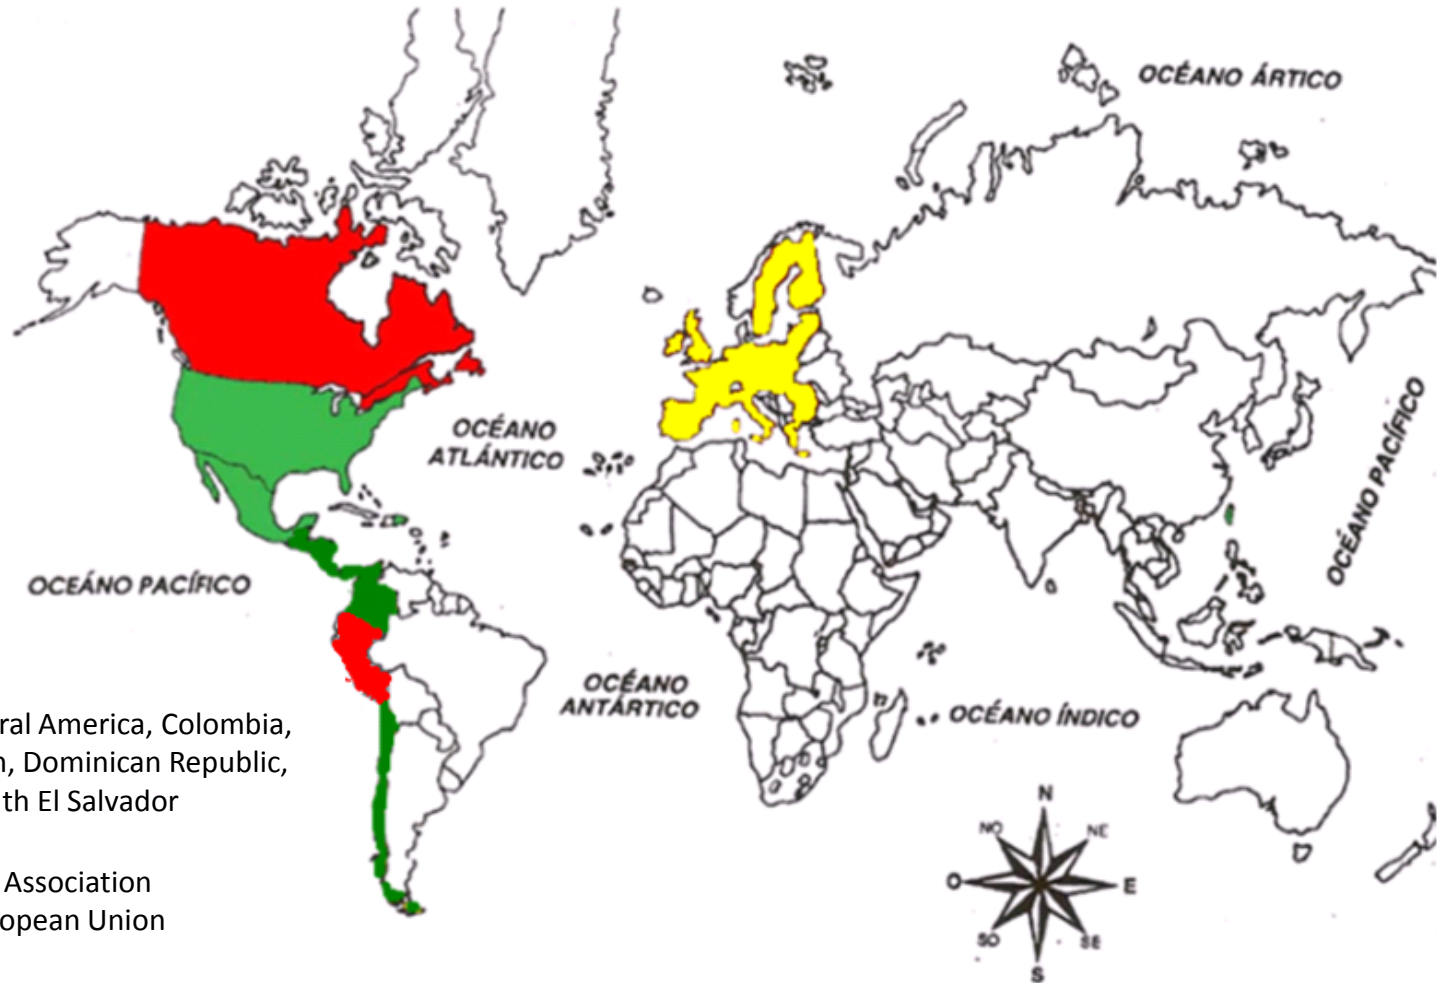 OCÉANO ÁRTICO
OCÉANO
ATLÁNTICO
OCÉANO PACÍFICO
OCEÁNO PACÍFICO
OCÉANO
ANTÁRTICO
OCÉANO ÍNDICO
ral America, Colombia,
n, Dominican Republic,
th El Salvador
Association
opean Union
N
NO
NE
O
E
SO
SE
S